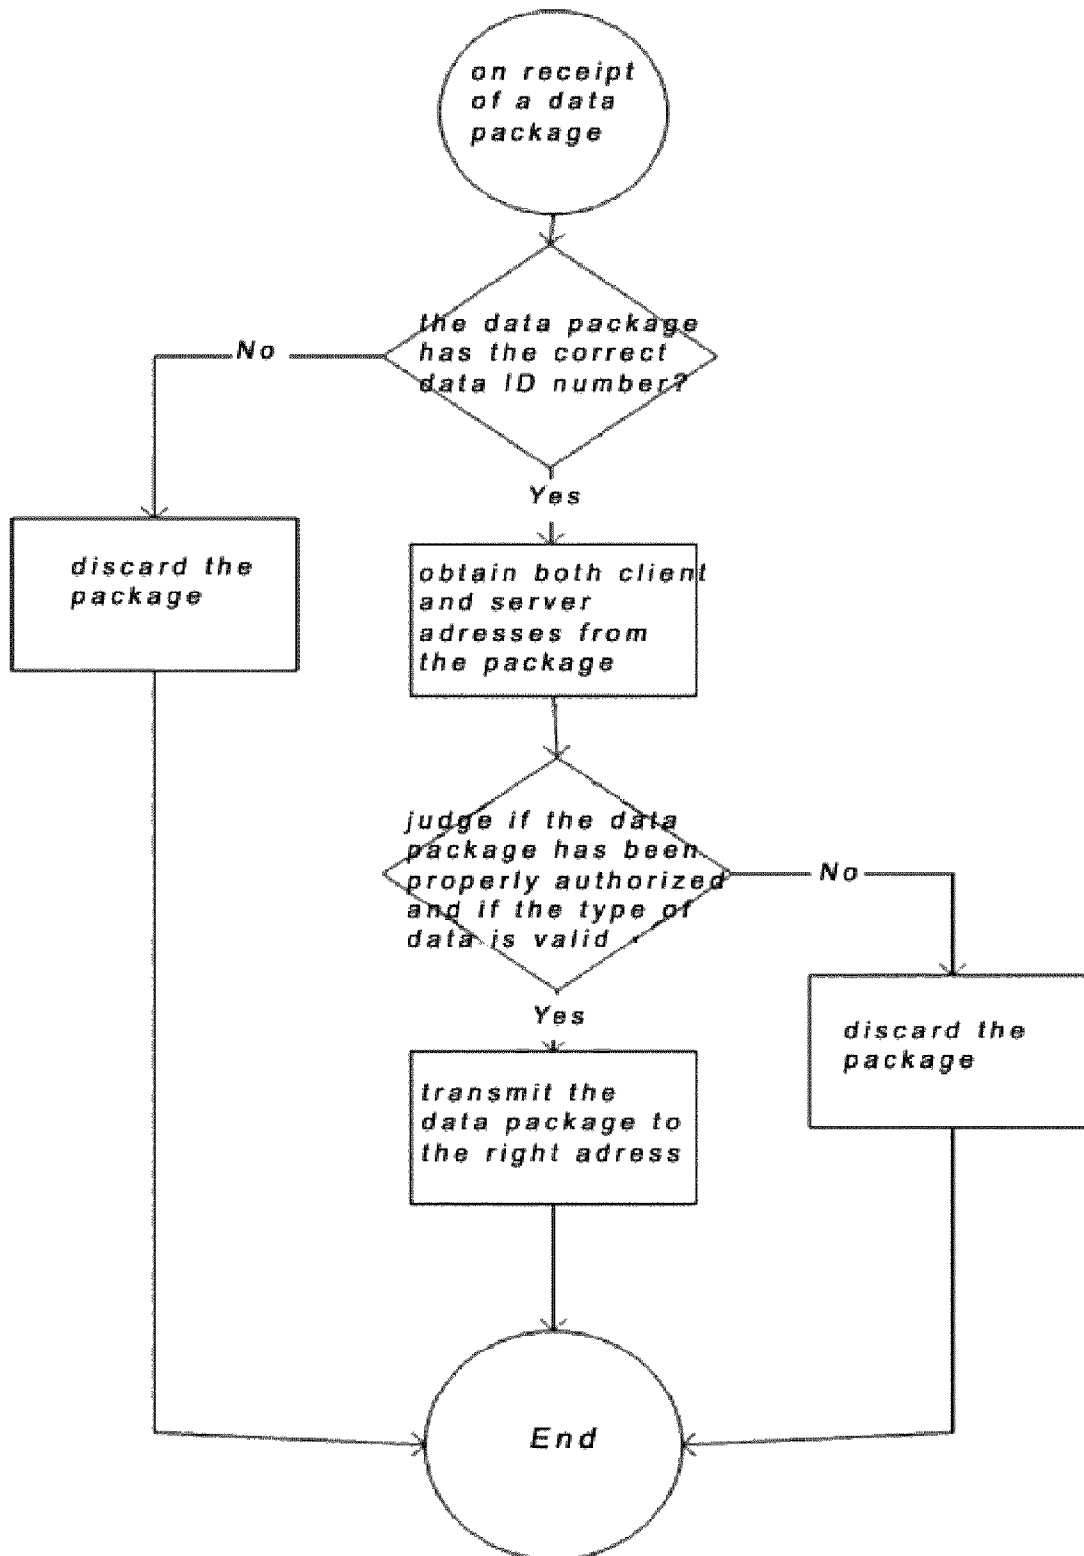 on receipt
of a data
package
the data package
has the correct
data ID number?
No
Yes
discard the
package
obtain both client
and server
adresses from
the package
judge if the data
package has been
properly authorized
and if the type of
data is valid
No
Yes
discard the
package
transmit the
data package to
the right adress
End